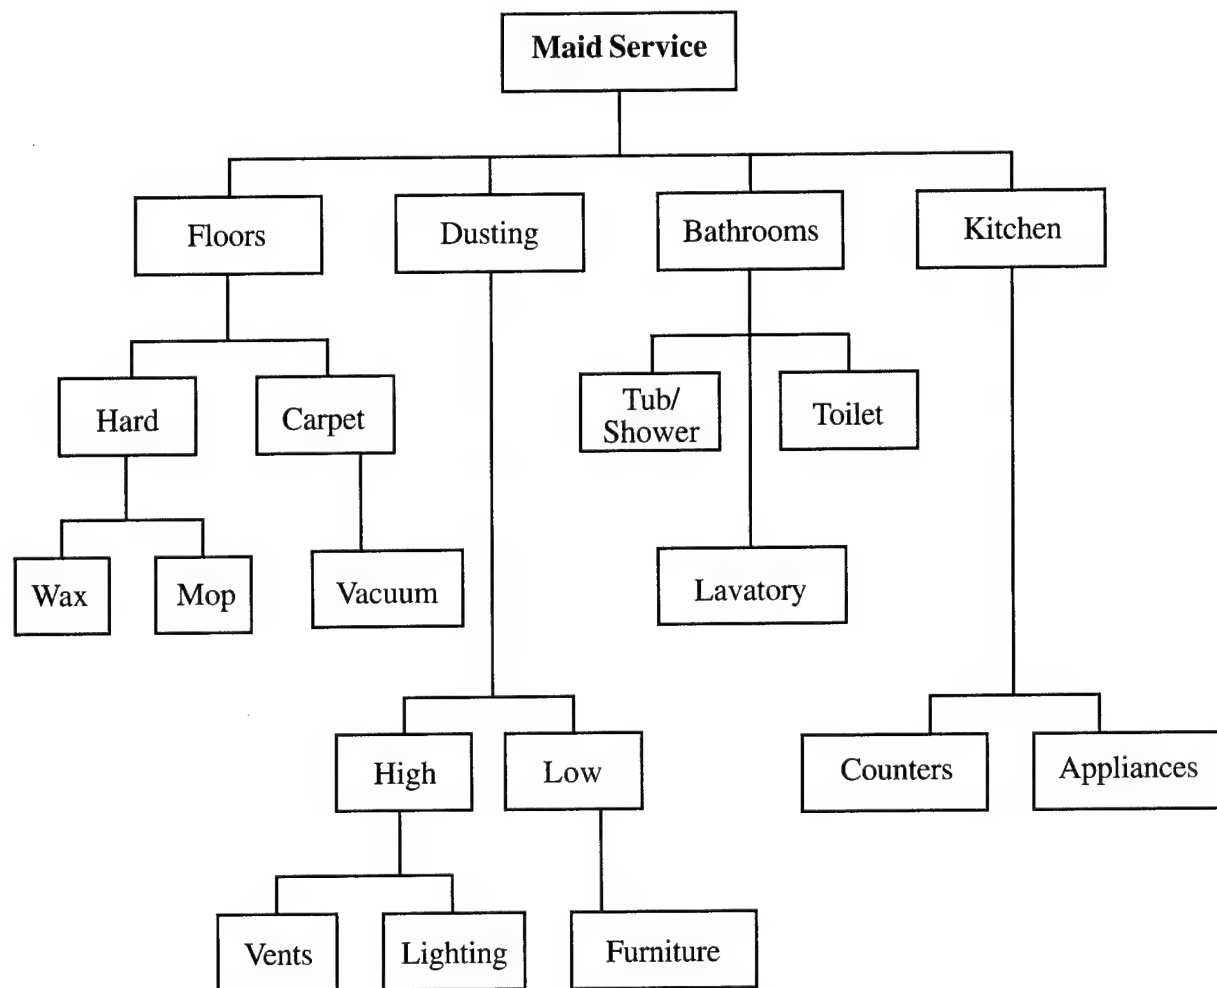 Maid Service
Floors
Dusting
Bathrooms
Kitchen
Hard
Carpet
Tub/
Shower
Toilet
Wax
Mop
Vacuum
Lavatory
High
Low
Counters
Appliances
Vents
Lighting
Furniture